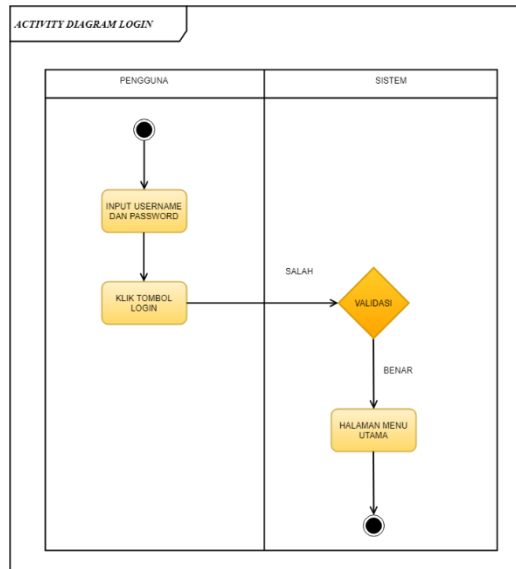 ACTIVITY DIAGRAM LOGIN
PENGGUNA
SISTEM
INPUT USERNAME
DAN PASSWORD
KLIK TOMBOL
LOGIN
SALAH
VALIDASI
BENAR
HALAMAN MENU
UTAMA